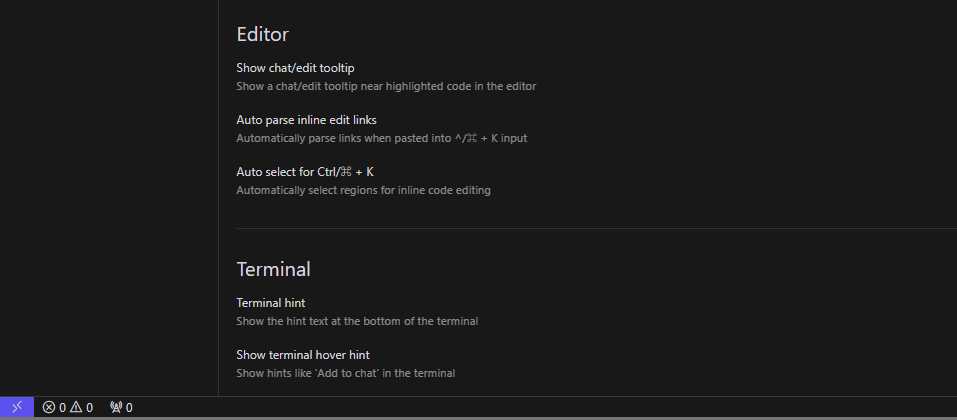 Editor
Show chat/edit tooltip
Show a chat/edit tooltip near highlighted code in the editor
Auto parse inline edit links
Automatically parse links when pasted into ^/⌘ + K input
Auto select for Ctrl/⌘ + K
Automatically select regions for inline code editing
Terminal
Terminal hint
Show the hint text at the bottom of the terminal
Show terminal hover hint
Show hints like 'Add to chat' in the terminal
0 0 0